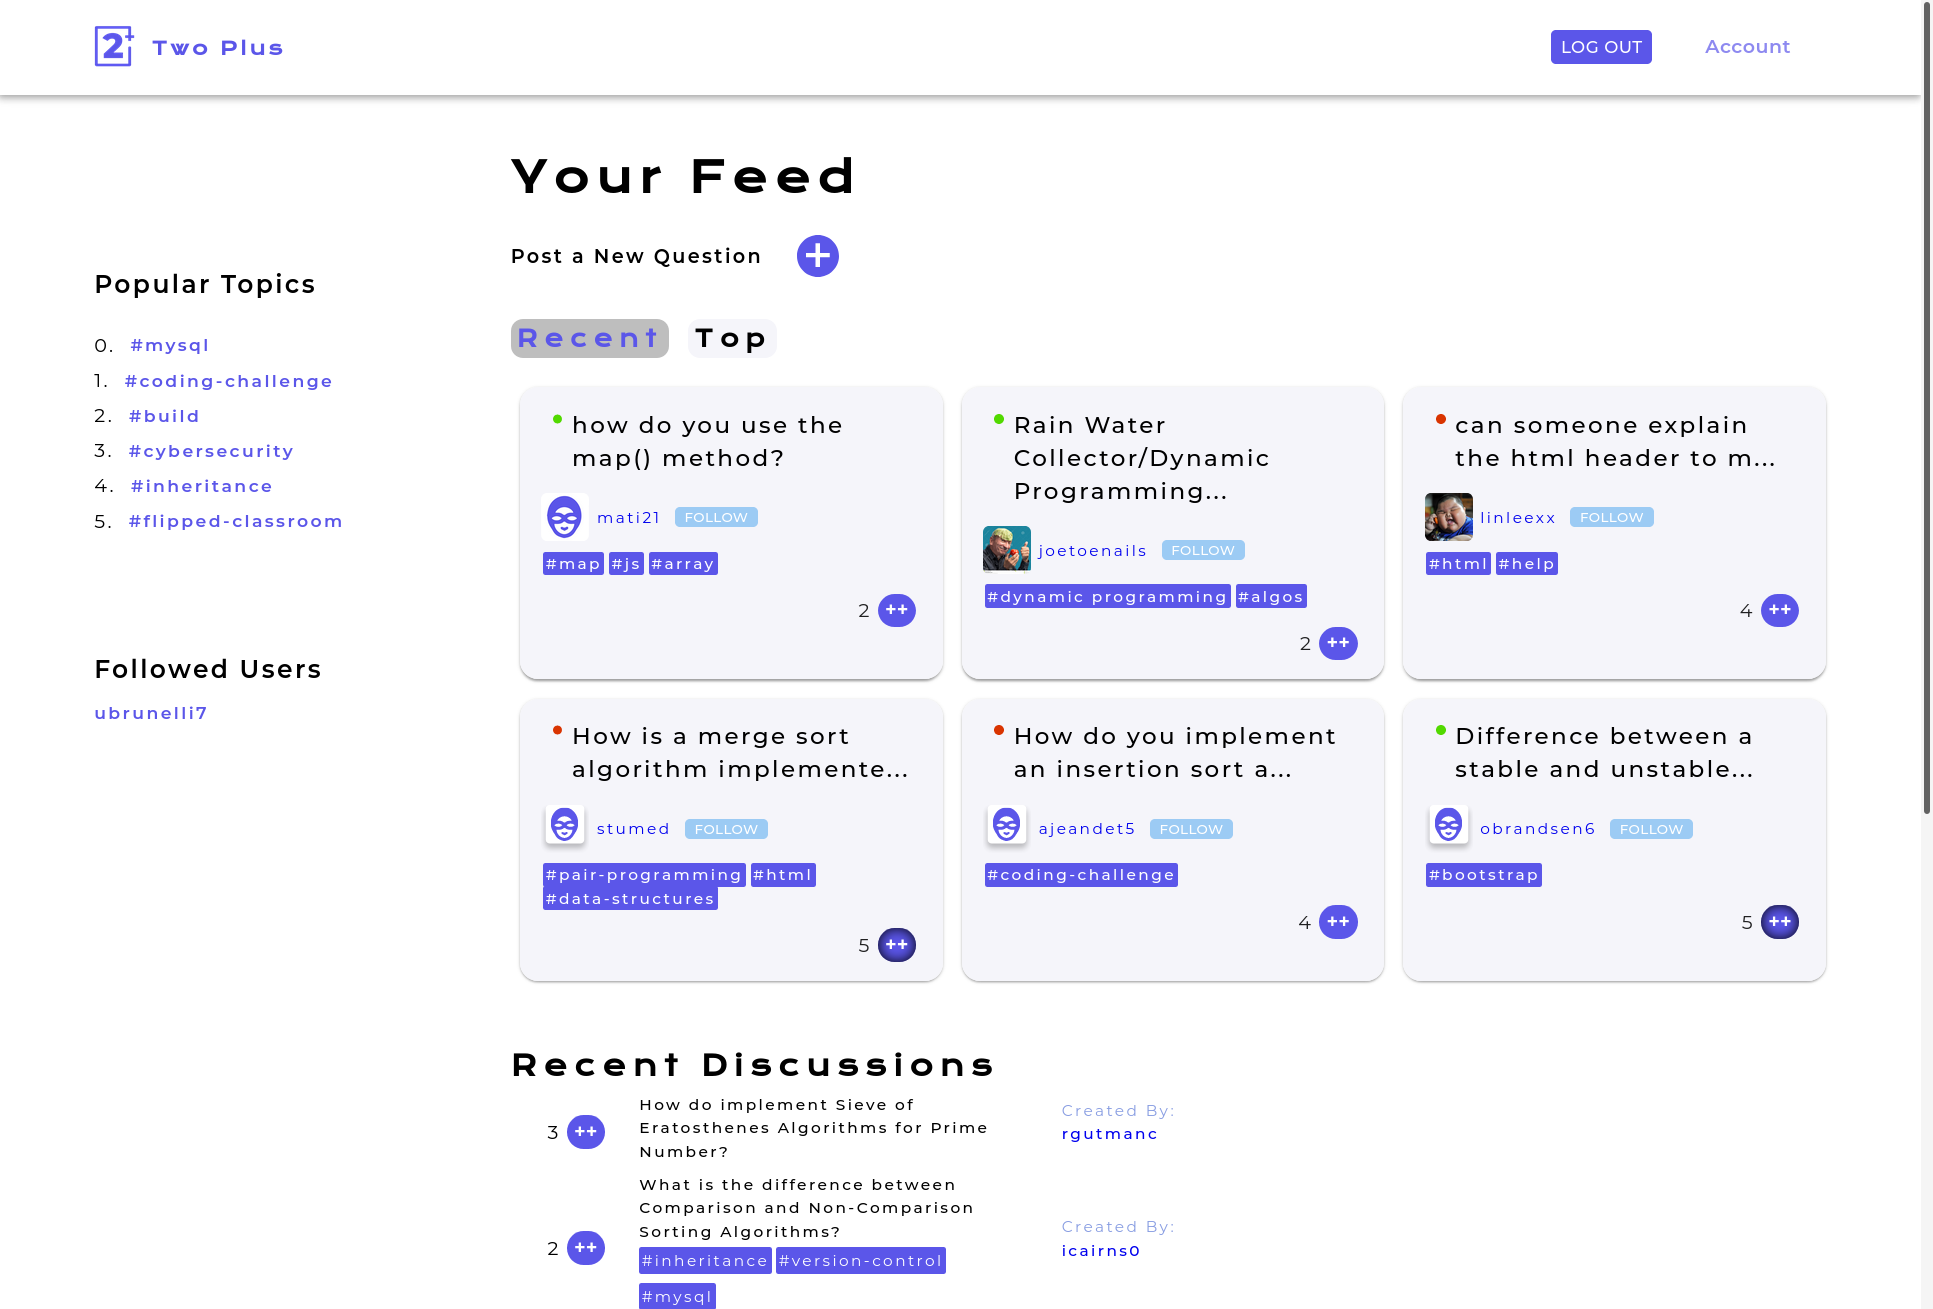 2+ Two Plus
LOG OUT
Account
Your Feed
Post a New Question
+
Popular Topics
0. #mysql
1. #coding-challenge
2. #build
3. #cybersecurity
4. #inheritance
5. #flipped-classroom
Followed Users
ubrunelli7
Recent
Top
how do you use the
map() method?
mati21 FOLLOW
#map #js #array
2 ++
Rain Water
Collector/Dynamic
Programming...
joetoenails FOLLOW
#dynamic programming #algos
2 ++
can someone explain
the html header to m...
linleexx FOLLOW
#html #help
4 ++
How is a merge sort
algorithm implemente...
stumed FOLLOW
#pair-programming #html
#data-structures
5 ++
How do you implement
an insertion sort a...
ajeandet5 FOLLOW
#coding-challenge
4 ++
Difference between a
stable and unstable...
obrandsen6 FOLLOW
#bootstrap
5 ++
Recent Discussions
3 ++
How do implement Sieve of
Eratosthenes Algorithms for Prime
Number?
Created By:
rgutmanc
2 ++
What is the difference between
Comparison and Non-Comparison
Sorting Algorithms?
#inheritance #version-control
#mysql
Created By:
icairns0